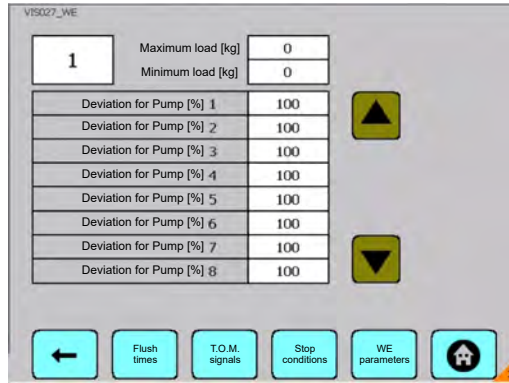 VIS027_WE
1
Maximum load [kg] 0
Minimum load [kg] 0
Deviation for Pump [%] 1 100
Deviation for Pump [%] 2 100
Deviation for Pump [%] 3 100
Deviation for Pump [%] 4 100
Deviation for Pump [%] 5 100
Deviation for Pump [%] 6 100
Deviation for Pump [%] 7 100
Deviation for Pump [%] 8 100
Flush
times
T.O.M.
signals
Stop
conditions
WE
parameters